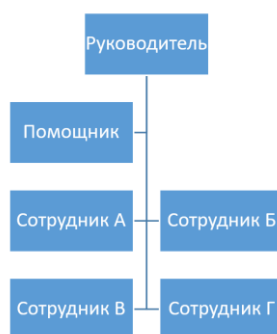 Руководитель
Помощник
Сотрудник А
Сотрудник Б
Сотрудник В
Сотрудник Г